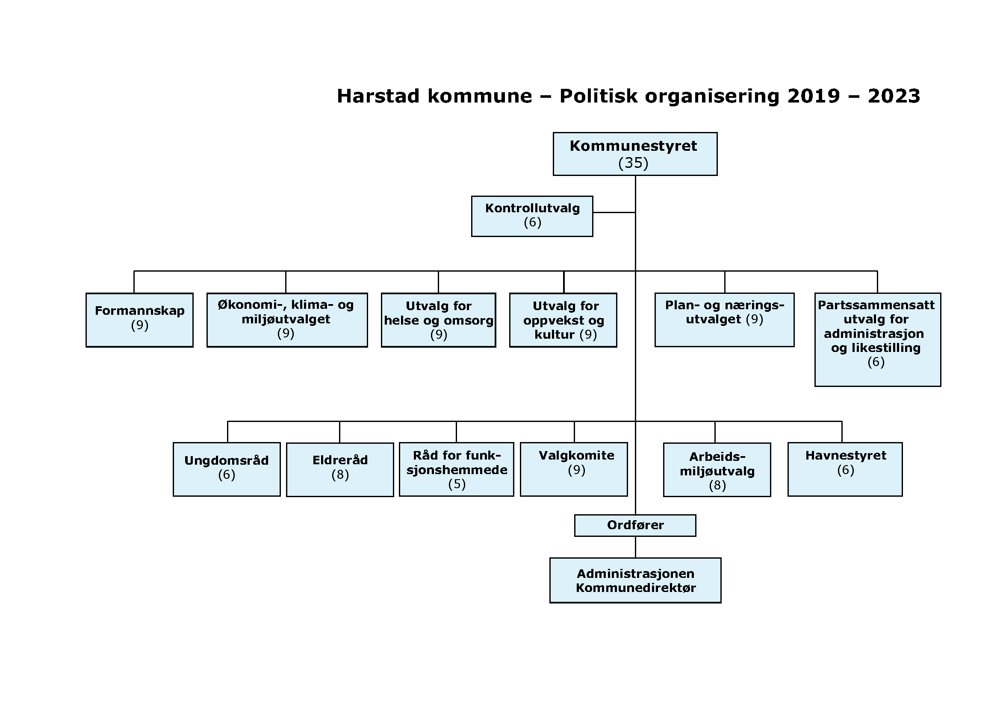 Harstad kommune – Politisk organisering 2019 – 2023
Kommunestyret
(35)
Kontrollutvalg
(6)
Formannskap
(9)
Økonomi-, klima- og
miljøutvalget
(9)
Utvalg for
helse og omsorg
(9)
Utvalg for
oppvekst og
kultur (9)
Plan- og nærings-
utvalget (9)
Partssammensatt
utvalg for
administrasjon
og likestilling
(6)
Ungdomsråd
(6)
Eldreråd
(8)
Råd for funk-
sjonshemmede
(5)
Valgkomite
(9)
Arbeids-
miljøutvalg
(8)
Havnestyret
(6)
Ordfører
Administrasjonen
Kommunedirektør